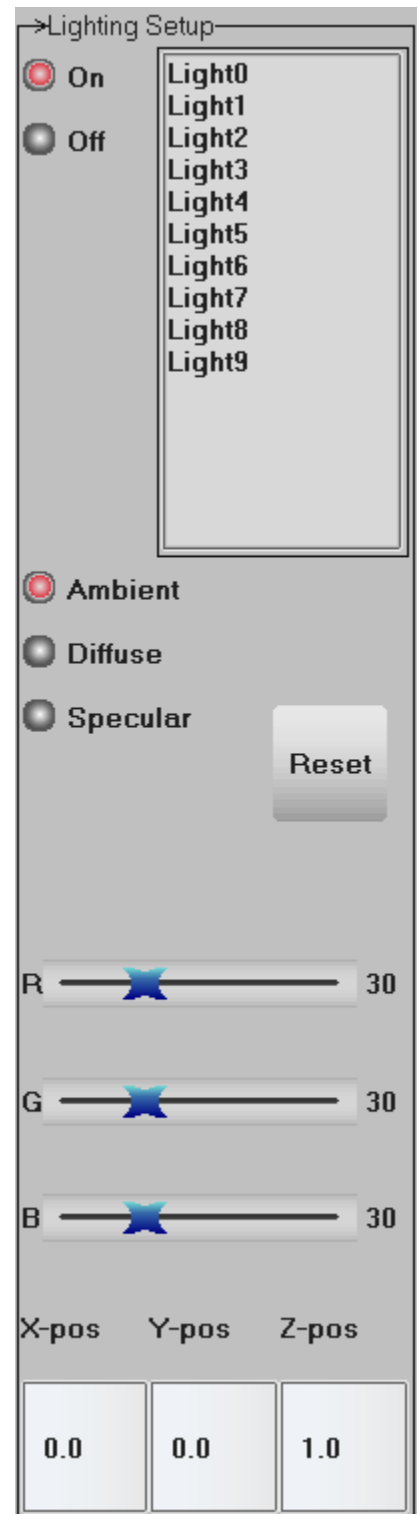 ->Lighting Setup
On
Off
Light0
Light1
Light2
Light3
Light4
Light5
Light6
Light7
Light8
Light9
Ambient
Diffuse
Specular
Reset
R 30
G 30
B 30
X-pos Y-pos Z-pos
0.0 0.0 1.0